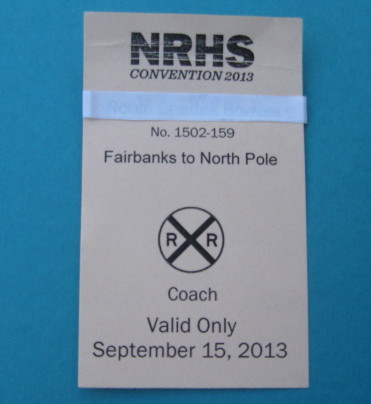 NRHS
CONVENTION 2013
No. 1502-159
Fairbanks to North Pole
R R
Coach
Valid Only
September 15, 2013